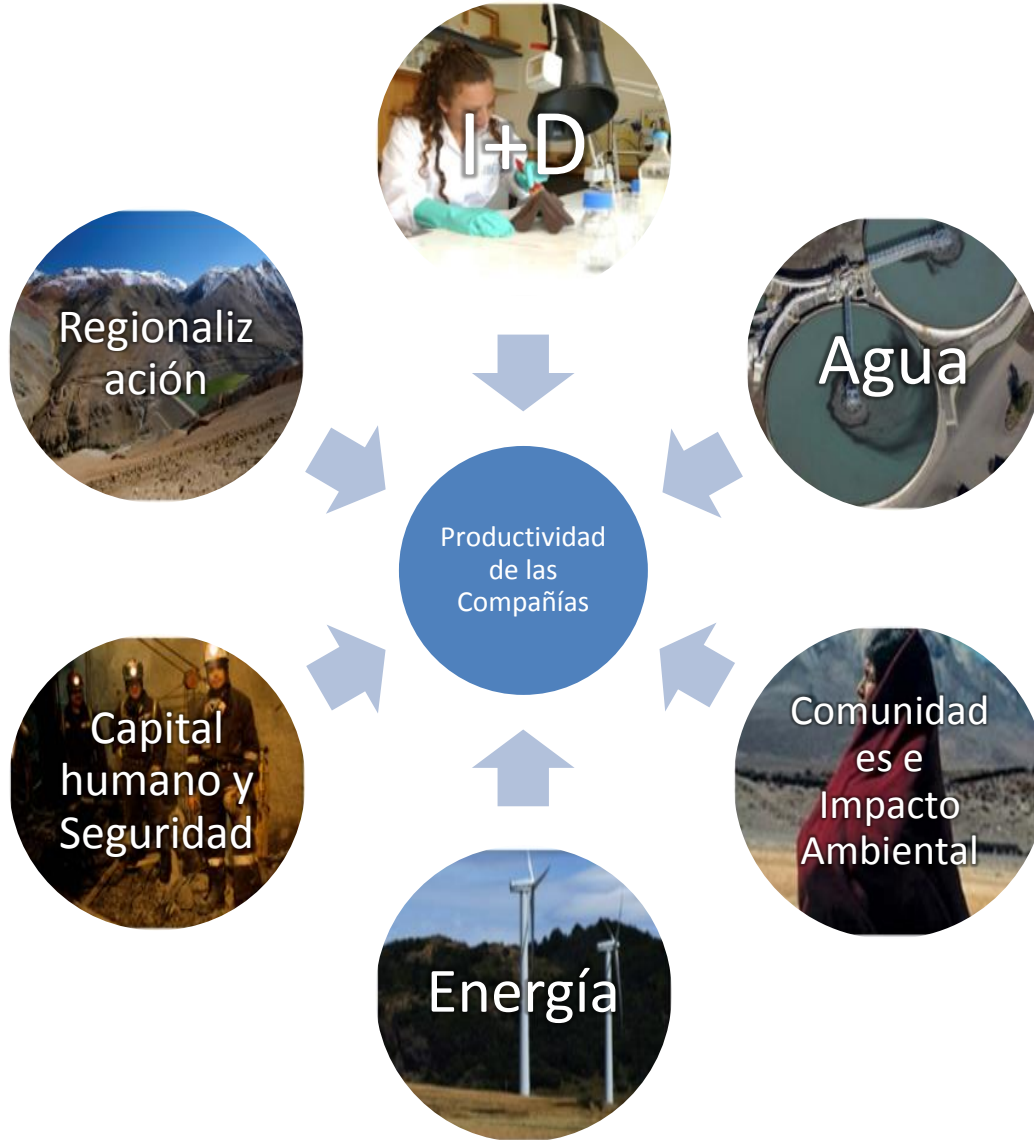 I+D
Regionaliz
ación
Agua
Productividad
de las
Compañías
Capital
humano y
Seguridad
Comunidad
es e
Impacto
Ambiental
Energía